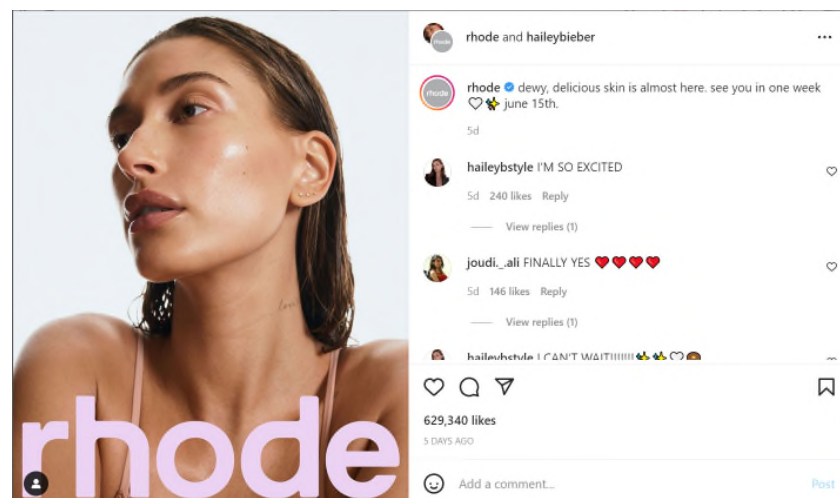 rhode and haileybieber
rhode dewy, delicious skin is almost here. see you in one week
🤍✨ june 15th.
5d
haileybstyle I'M SO EXCITED
5d 240 likes Reply
View replies (1)
joudi._.ali FINALLY YES ❤️❤️❤️❤️
5d 146 likes Reply
View replies (1)
haileybstyle I CAN'T WAIT!!!!!!!! ✨✨🤍🍩
629,340 likes
5 DAYS AGO
Add a comment... Post
rhode